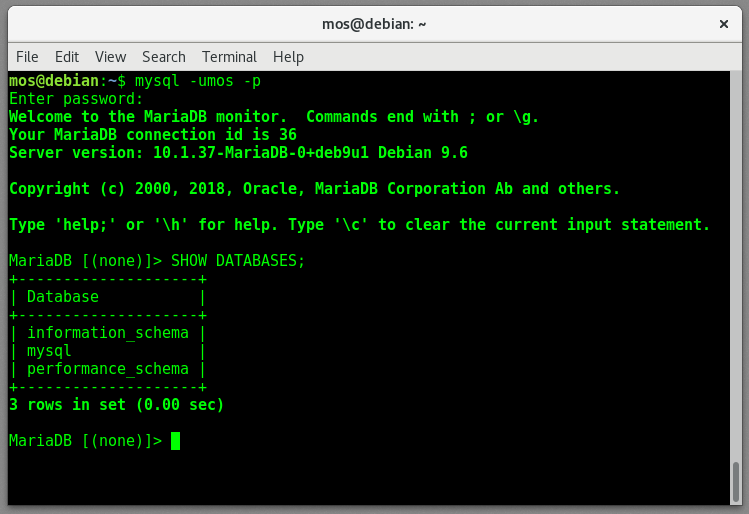 mos@debian: ~
File Edit View Search Terminal Help
mos@debian:~$ mysql -umos -p
Enter password:
Welcome to the MariaDB monitor.  Commands end with ; or \g.
Your MariaDB connection id is 36
Server version: 10.1.37-MariaDB-0+deb9u1 Debian 9.6
Copyright (c) 2000, 2018, Oracle, MariaDB Corporation Ab and others.
Type 'help;' or '\h' for help. Type '\c' to clear the current input statement.
MariaDB [(none)]> SHOW DATABASES;
+--------------------+
| Database           |
+--------------------+
| information_schema |
| mysql              |
| performance_schema |
+--------------------+
3 rows in set (0.00 sec)
MariaDB [(none)]>